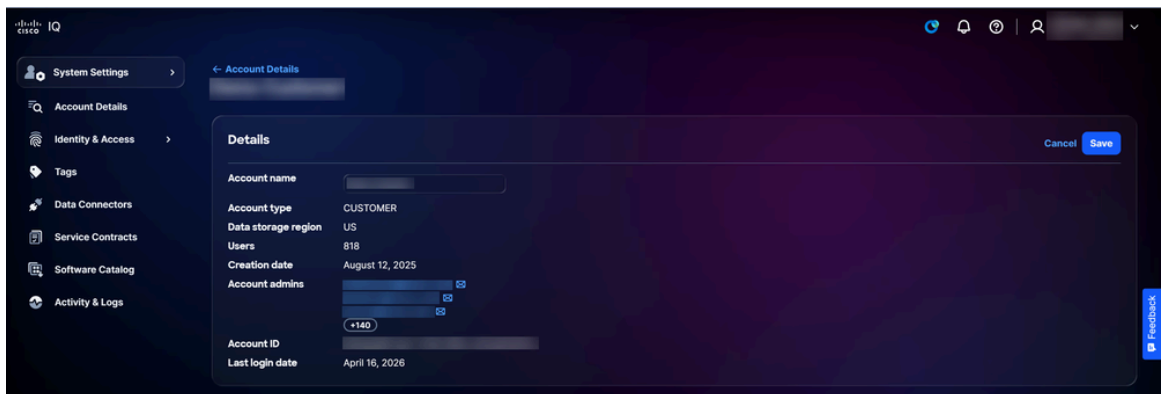 cisco IQ
System Settings
← Account Details
Account Details
Identity & Access
Tags
Data Connectors
Service Contracts
Software Catalog
Activity & Logs
Details
Cancel Save
Account name
Account type CUSTOMER
Data storage region US
Users 818
Creation date August 12, 2025
Account admins
+140
Account ID
Last login date April 16, 2026
Feedback